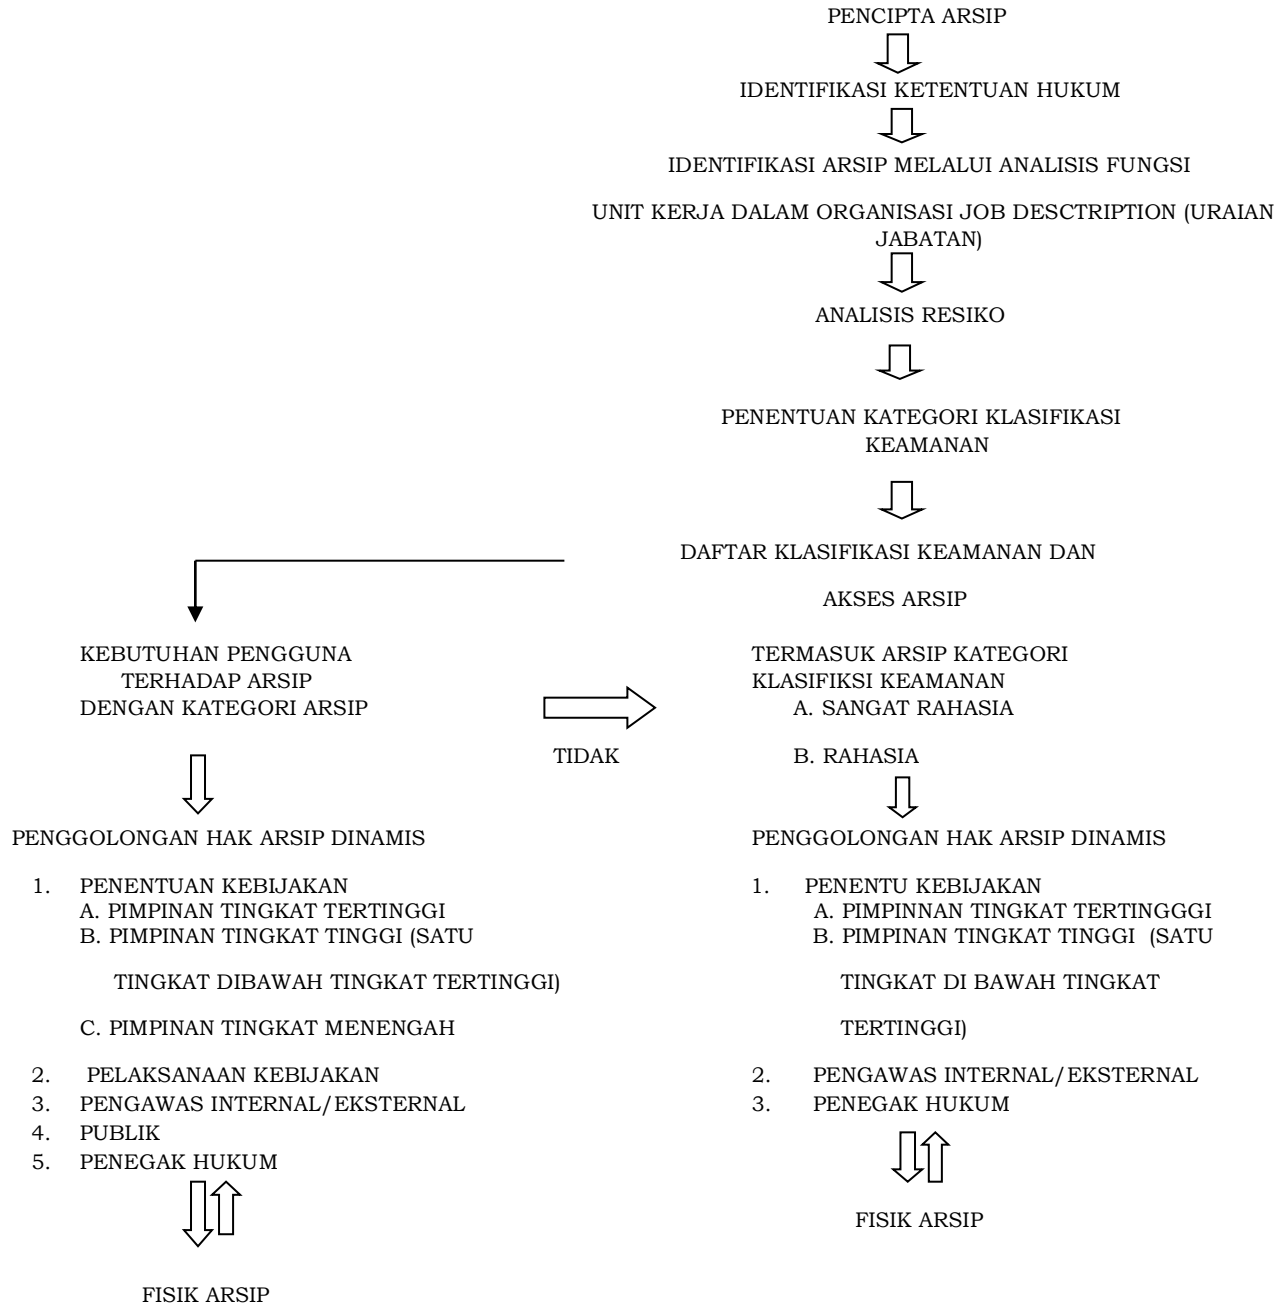 PENCIPTA ARSIP
IDENTIFIKASI KETENTUAN HUKUM
IDENTIFIKASI ARSIP MELALUI ANALISIS FUNGSI
UNIT KERJA DALAM ORGANISASI JOB DESCTRIPTION (URAIAN
JABATAN)
ANALISIS RESIKO
PENENTUAN KATEGORI KLASIFIKASI
KEAMANAN
DAFTAR KLASIFIKASI KEAMANAN DAN
AKSES ARSIP
KEBUTUHAN PENGGUNA
TERHADAP ARSIP
DENGAN KATEGORI ARSIP
TIDAK
TERMASUK ARSIP KATEGORI
KLASIFIKSI KEAMANAN
A. SANGAT RAHASIA
B. RAHASIA
PENGGOLONGAN HAK ARSIP DINAMIS
1. PENENTUAN KEBIJAKAN
A. PIMPINAN TINGKAT TERTINGGI
B. PIMPINAN TINGKAT TINGGI (SATU
TINGKAT DIBAWAH TINGKAT TERTINGGI)
C. PIMPINAN TINGKAT MENENGAH
2. PELAKSANAAN KEBIJAKAN
3. PENGAWAS INTERNAL/EKSTERNAL
4. PUBLIK
5. PENEGAK HUKUM
FISIK ARSIP
PENGGOLONGAN HAK ARSIP DINAMIS
1. PENENTU KEBIJAKAN
A. PIMPINNAN TINGKAT TERTINGGGI
B. PIMPINAN TINGKAT TINGGI (SATU
TINGKAT DI BAWAH TINGKAT
TERTINGGI)
2. PENGAWAS INTERNAL/EKSTERNAL
3. PENEGAK HUKUM
FISIK ARSIP